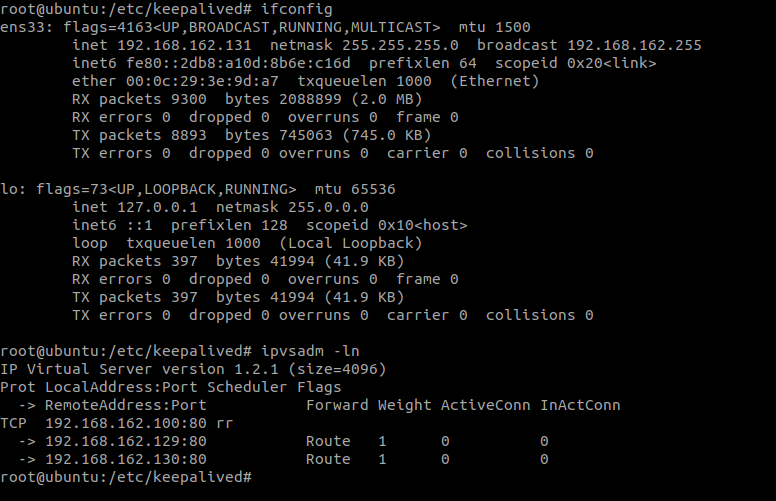 root@ubuntu:/etc/keepalived# ifconfig
ens33: flags=4163<UP,BROADCAST,RUNNING,MULTICAST>  mtu 1500
        inet 192.168.162.131  netmask 255.255.255.0  broadcast 192.168.162.255
        inet6 fe80::2db8:a10d:8b6e:c16d  prefixlen 64  scopeid 0x20<link>
        ether 00:0c:29:3e:9d:a7  txqueuelen 1000  (Ethernet)
        RX packets 9300  bytes 2088899 (2.0 MB)
        RX errors 0  dropped 0  overruns 0  frame 0
        TX packets 8893  bytes 745063 (745.0 KB)
        TX errors 0  dropped 0 overruns 0  carrier 0  collisions 0

lo: flags=73<UP,LOOPBACK,RUNNING>  mtu 65536
        inet 127.0.0.1  netmask 255.0.0.0
        inet6 ::1  prefixlen 128  scopeid 0x10<host>
        loop  txqueuelen 1000  (Local Loopback)
        RX packets 397  bytes 41994 (41.9 KB)
        RX errors 0  dropped 0  overruns 0  frame 0
        TX packets 397  bytes 41994 (41.9 KB)
        TX errors 0  dropped 0 overruns 0  carrier 0  collisions 0

root@ubuntu:/etc/keepalived# ipvsadm -ln
IP Virtual Server version 1.2.1 (size=4096)
Prot LocalAddress:Port Scheduler Flags
  -> RemoteAddress:Port           Forward Weight ActiveConn InActConn
TCP  192.168.162.100:80 rr
  -> 192.168.162.129:80           Route   1      0          0
  -> 192.168.162.130:80           Route   1      0          0
root@ubuntu:/etc/keepalived#